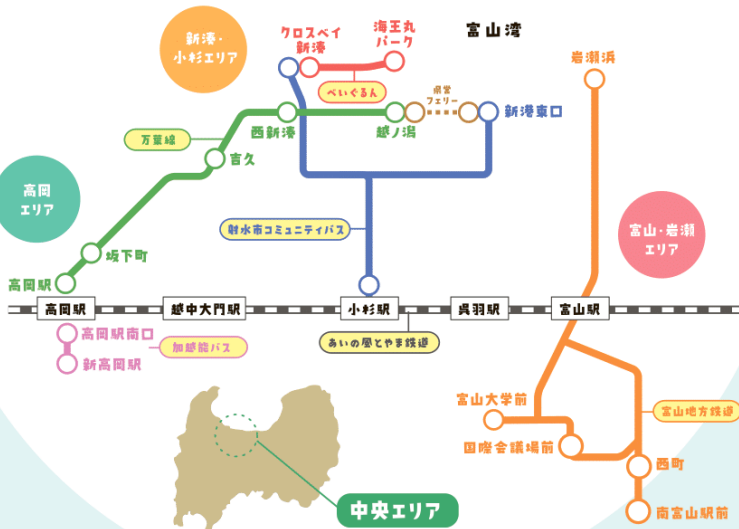 新湊・
小杉エリア
クロスベイ
新湊
海王丸
パーク
富山湾
岩瀬浜
べいぐるん
県営
フェリー
万葉線
西新湊
越ノ潟
新港東口
吉久
高岡
エリア
射水市コミュニティバス
富山・岩瀬
エリア
坂下町
高岡駅
高岡駅
越中大門駅
小杉駅
呉羽駅
富山駅
高岡駅南口
加越能バス
新高岡駅
あいの風とやま鉄道
富山大学前
富山地方鉄道
国際会議場前
西町
中央エリア
南富山駅前